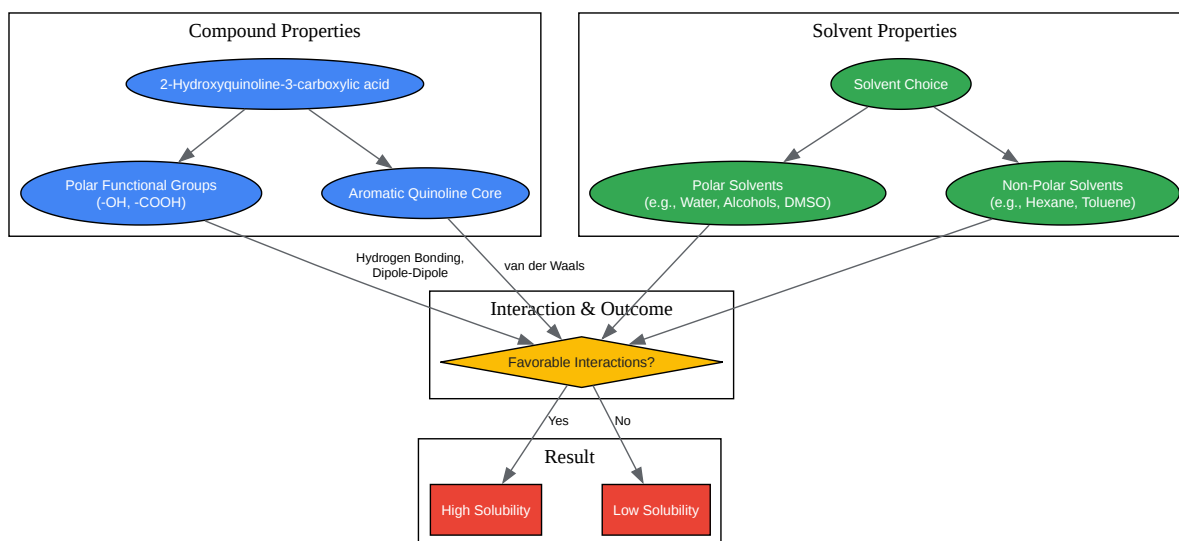 Compound Properties
Solvent Properties
2-Hydroxyquinoline-3-carboxylic acid
Solvent Choice
Polar Functional Groups
(-OH, -COOH)
Aromatic Quinoline Core
Polar Solvents
(e.g., Water, Alcohols, DMSO)
Non-Polar Solvents
(e.g., Hexane, Toluene)
Hydrogen Bonding,
Dipole-Dipole
van der Waals
Interaction & Outcome
Favorable Interactions?
Yes
No
Result
High Solubility
Low Solubility